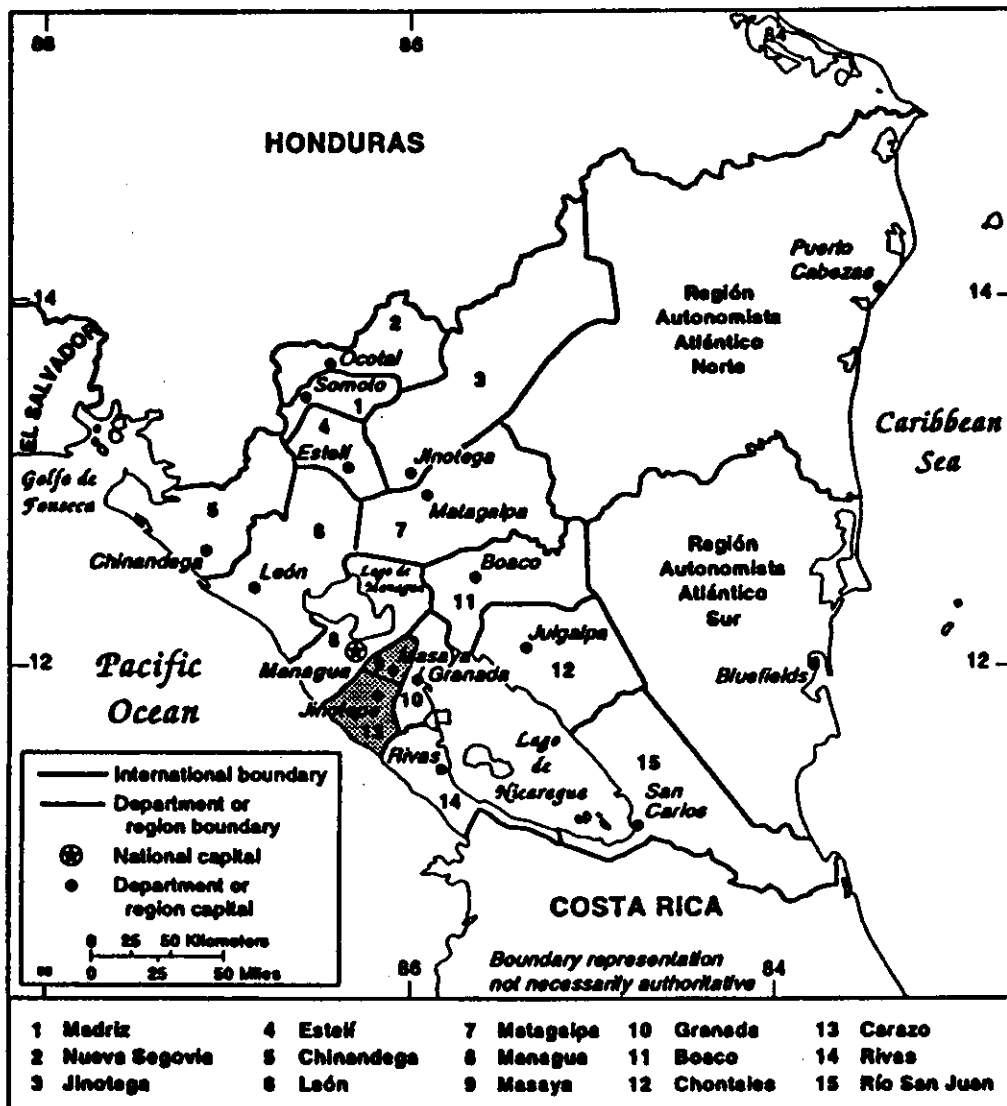 88
86
84
HONDURAS
Puerto
Cabezas
14
14
Región
Autonomista
Atlántico
Norte
2
Ocotal
EL SALVADOR
Somoto
1
3
4
Caribbean
Sea
Estelí
Jinotega
Golfo de
Fonseca
5
Matagalpa
6
7
Chinandega
Región
Autonomista
Atlántico
Sur
León
Lago de
Managua
Boaco
11
8
Juigalpa
12
12
Pacific
Ocean
Managua
9
Masaya
Granada
12
Bluefields
10
Jinotepe
13
Rivas
Lago
de
Nicaragua
15
San
Carlos
14
International boundary
Department or
region boundary
National capital
Department or
region capital
0 25 50 Kilometers
0 25 50 Miles
88
COSTA RICA
86
84
Boundary representation
not necessarily authoritative
1 Madriz 4 Estelí 7 Matagalpa 10 Granada 13 Carazo
2 Nueva Segovia 5 Chinandega 8 Managua 11 Boaco 14 Rivas
3 Jinotega 6 León 9 Masaya 12 Chontales 15 Río San Juan